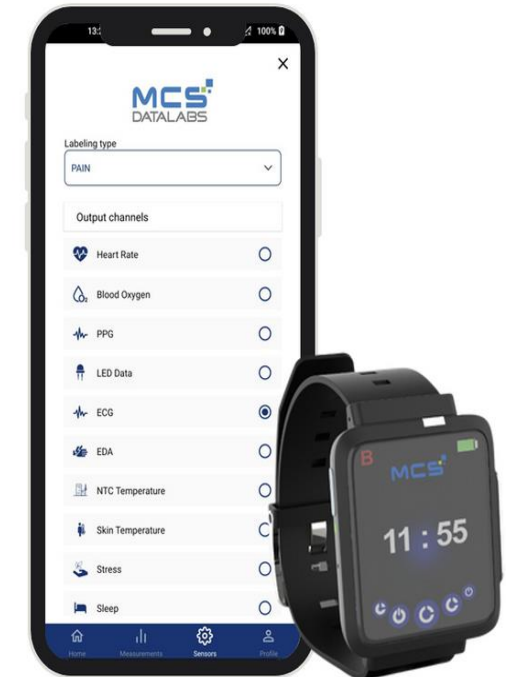 100%
MCS
DATALABS
Labeling type
PAIN
Output channels
Heart Rate
Blood Oxygen
PPG
LED Data
ECG
EDA
NTC Temperature
Skin Temperature
Stress
Sleep
Home Measurements Sensors Profile
B
MCS
11 : 55